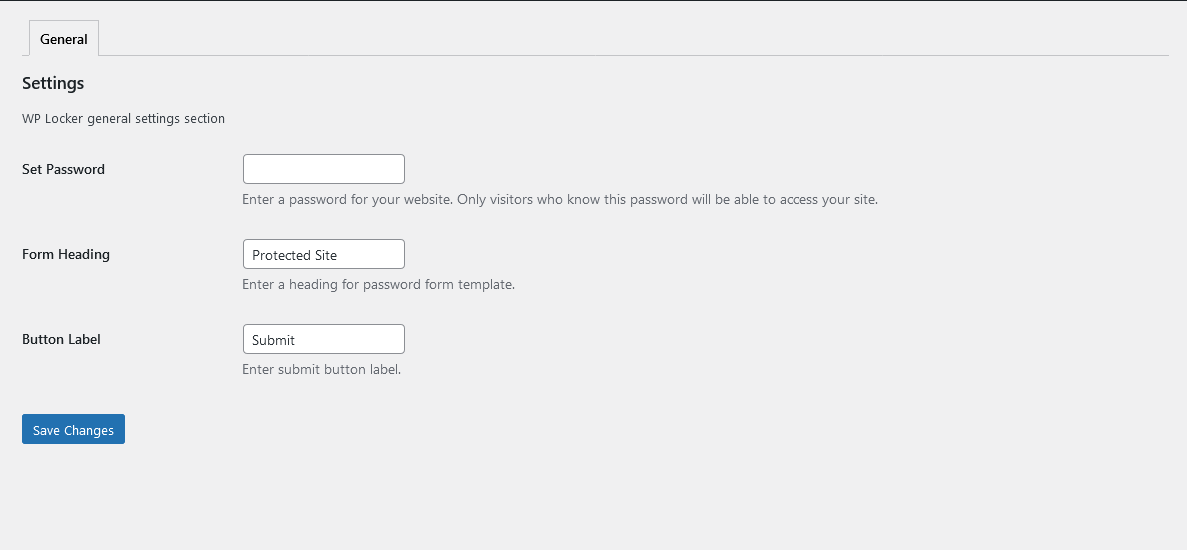 General
Settings
WP Locker general settings section
Set Password
Enter a password for your website. Only visitors who know this password will be able to access your site.
Form Heading
Protected Site
Enter a heading for password form template.
Button Label
Submit
Enter submit button label.
Save Changes